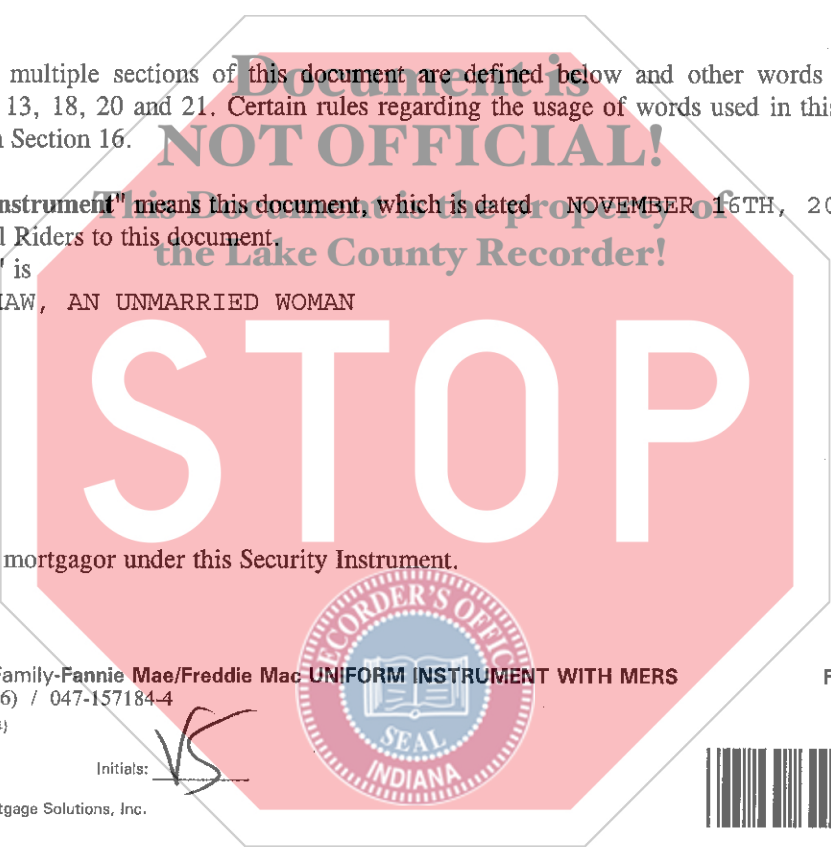 multiple sections of this document are defined below and other words
13, 18, 20 and 21. Certain rules regarding the usage of words used in this
Section 16.
Document is
NOT OFFICIAL!
This Document is the property of
the Lake County Recorder!
nstrument" means this document, which is dated NOVEMBER 16TH, 20
l Riders to this document.
" is
HAW, AN UNMARRIED WOMAN
STOP
mortgagor under this Security Instrument.
RECORDER'S OFFICE
SEAL
INDIANA
Family-Fannie Mae/Freddie Mac UNIFORM INSTRUMENT WITH MERS
6) / 047-157184-4
Initials: VS
tgage Solutions, Inc.